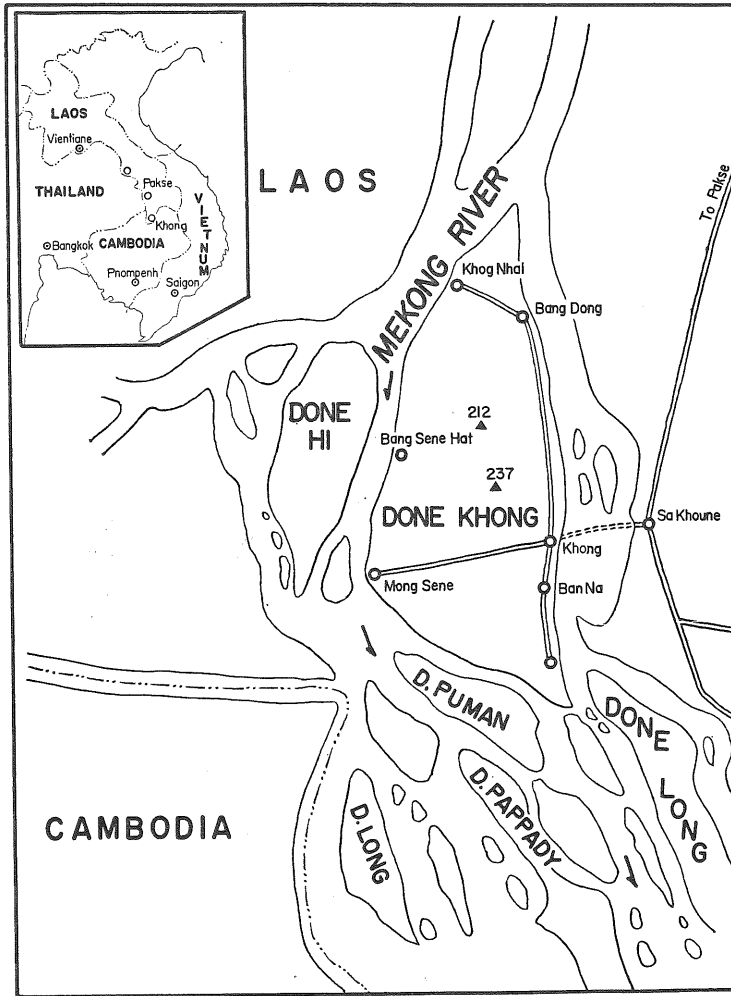 LAOS
Vientiane
THAILAND
Pakse
Khong
VIETNUM
CAMBODIA
Bangkok
Pnompenh
Saigon
LAOS
To Pakse
MEKONG RIVER
Khog Nhai
Bang Dong
DONE
HI
212
Bang Sene Hat
237
DONE KHONG
Sa Khoune
Khong
Mong Sene
Ban Na
D. PUMAN
DONE
LONG
D. PAPPADY
D. LONG
CAMBODIA